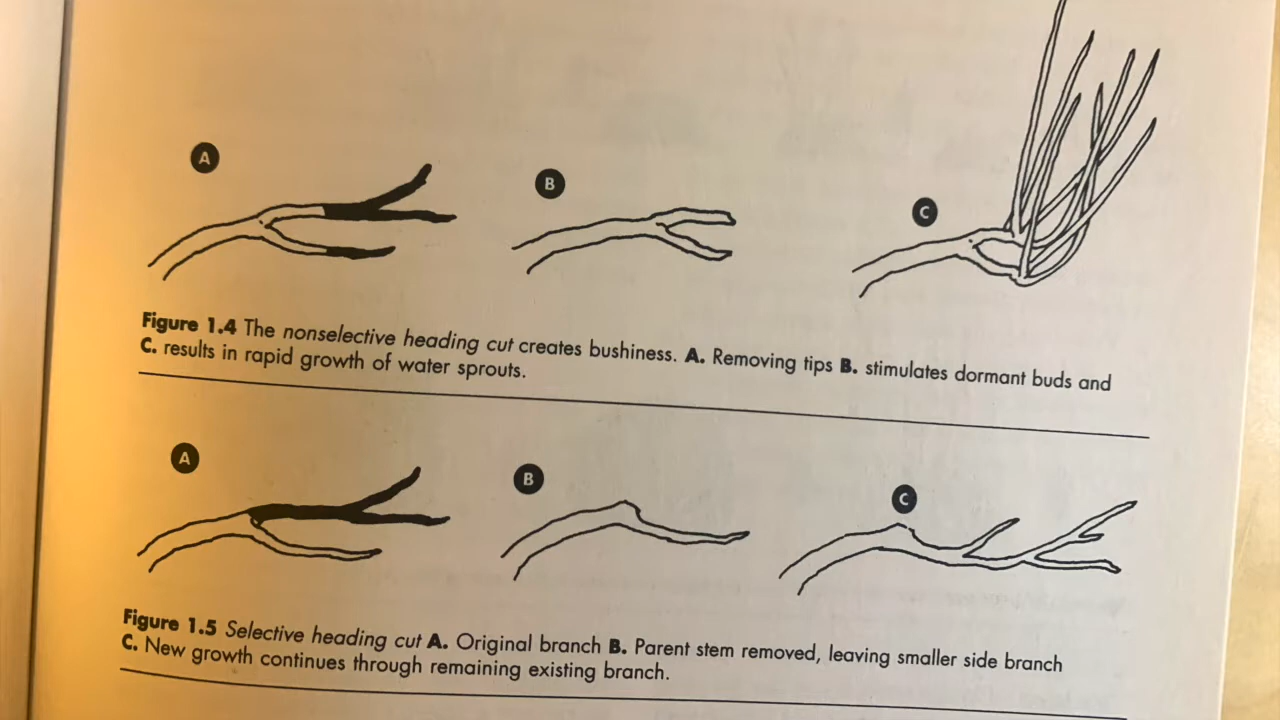 A
B
C
Figure 1.4 The nonselective heading cut creates bushiness. A. Removing tips B. stimulates dormant buds and
C. results in rapid growth of water sprouts.
A
B
C
Figure 1.5 Selective heading cut A. Original branch B. Parent stem removed, leaving smaller side branch
C. New growth continues through remaining existing branch.